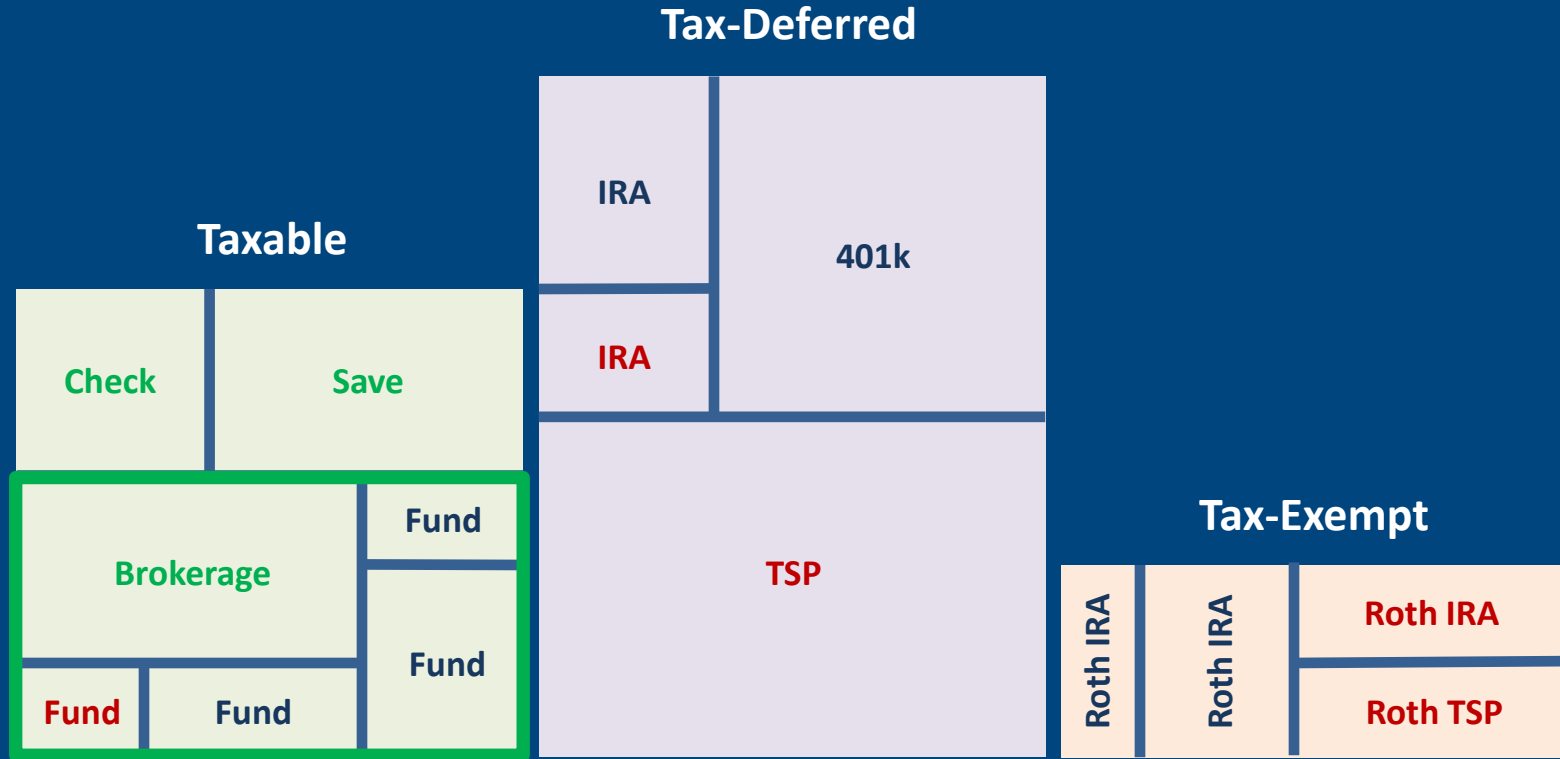 Tax-Deferred
Taxable
Tax-Exempt
Check
Save
Brokerage
Fund
Fund
Fund
Fund
IRA
401k
IRA
TSP
Roth IRA
Roth IRA
Roth IRA
Roth TSP